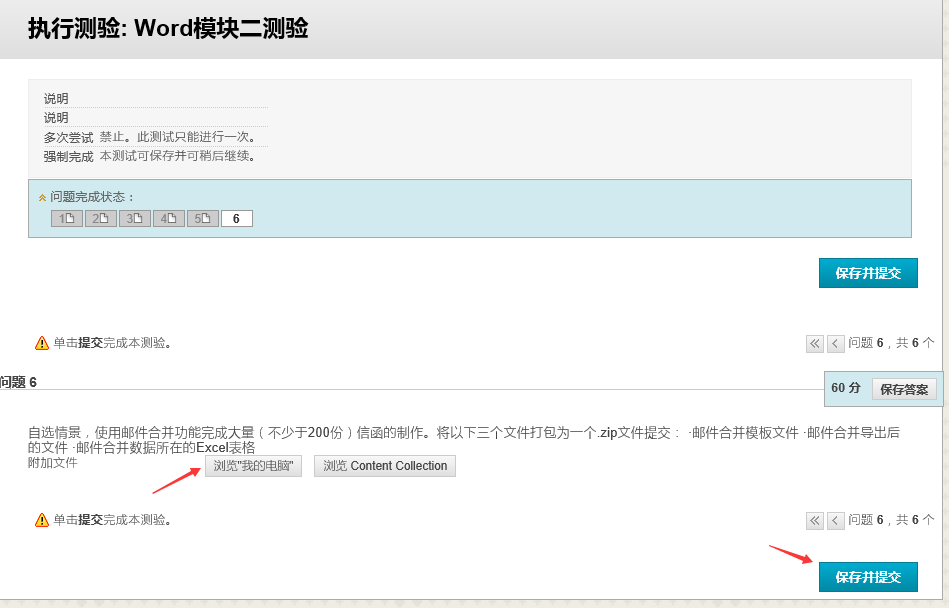 执行测验: Word模块二测验
说明
说明
多次尝试 禁止。此测试只能进行一次。
强制完成 本测试可保存并可稍后继续。
问题完成状态：
1 2 3 4 5 6
保存并提交
单击提交完成本测验。 问题 6，共 6 个
问题 6 60 分 保存答案
自选情景，使用邮件合并功能完成大量（不少于200份）信函的制作。将以下三个文件打包为一个.zip文件提交： ·邮件合并模板文件 ·邮件合并导出后
的文件 ·邮件合并数据所在的Excel表格
附加文件 浏览"我的电脑" 浏览 Content Collection
单击提交完成本测验。 问题 6，共 6 个
保存并提交